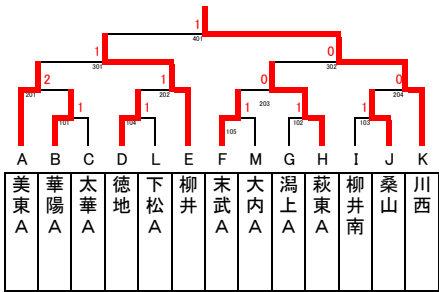 1
401
1
0
301
302
2
1
0
0
201
202
203
204
1
1
1
1
1
101
104
105
102
103
A B C D L E F M G H I J K
美東A
華陽A
太華A
徳地
下松A
柳井
末武A
大内A
潟上A
萩東A
柳井南
桑山
川西